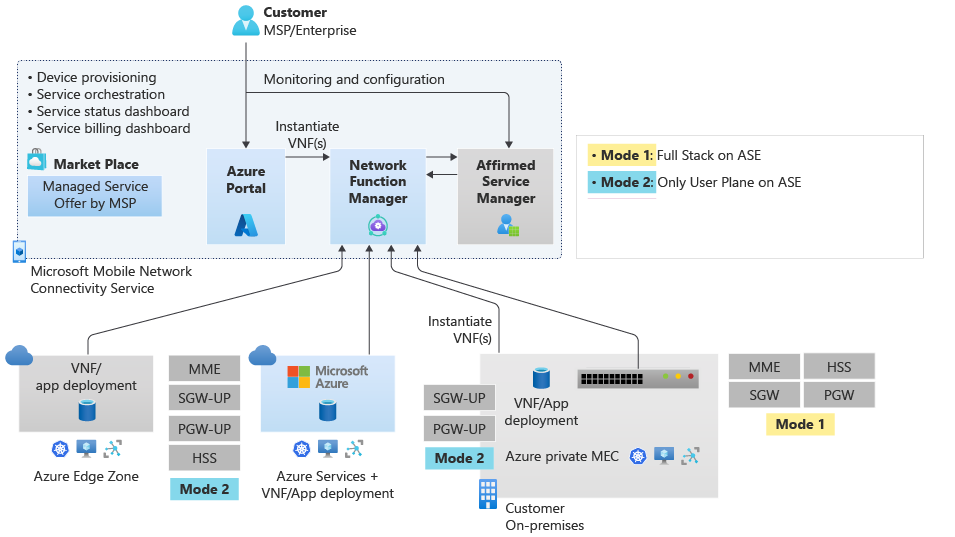 Customer
MSP/Enterprise
• Device provisioning
• Service orchestration
• Service status dashboard
• Service billing dashboard
Monitoring and configuration
Instantiate
VNF(s)
Market Place
Managed Service
Offer by MSP
Azure
Portal
Network
Function
Manager
Affirmed
Service
Manager
• Mode 1: Full Stack on ASE
• Mode 2: Only User Plane on ASE
Microsoft Mobile Network
Connectivity Service
Instantiate
VNF(s)
VNF/
app deployment
Azure Edge Zone
MME
SGW-UP
PGW-UP
HSS
Mode 2
Microsoft
Azure
Azure Services +
VNF/App deployment
SGW-UP
PGW-UP
Mode 2
VNF/App
deployment
Azure private MEC
Customer
On-premises
MME
HSS
SGW
PGW
Mode 1